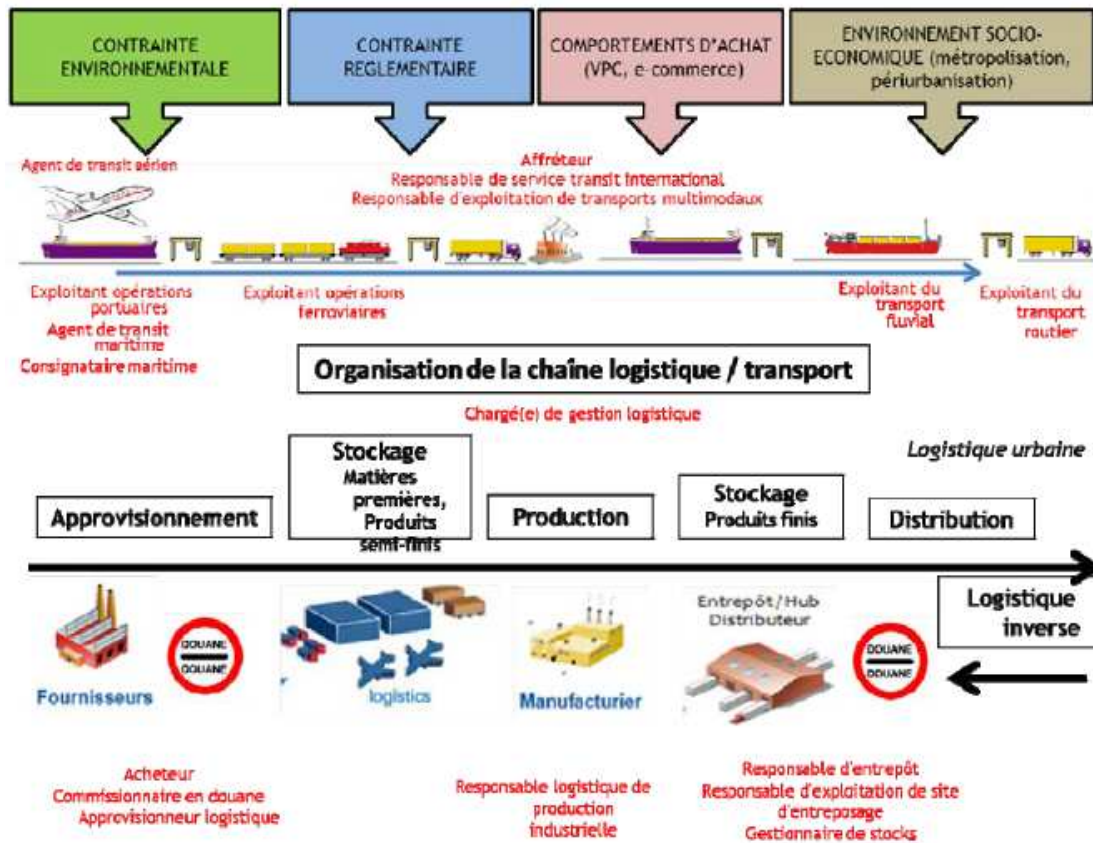 CONTRAINTE
ENVIRONNEMENTALE
CONTRAINTE
REGLEMENTAIRE
COMPORTEMENTS D'ACHAT
(VPC, e-commerce)
ENVIRONNEMENT SOCIO-
ECONOMIQUE (métropolisation,
périurbanisation)
Agent de transit aérien
Affréteur
Responsable de service transit international
Responsable d'exploitation de transports multimodaux
Exploitant opérations
portuaires
Agent de transit
maritime
Consignataire maritime
Exploitant opérations
ferroviaires
Exploitant du
transport
fluvial
Exploitant du
transport
routier
Organisation de la chaîne logistique / transport
Chargé(e) de gestion logistique
Logistique urbaine
Approvisionnement
Stockage
Matières
premières,
Produits
semi-finis
Production
Stockage
Produits finis
Distribution
Logistique
inverse
Fournisseurs
DOUANE
DOUANE
logistics
Manufacturier
Entrepôt/Hub
Distributeur
DOUANE
DOUANE
Acheteur
Commissionnaire en douane
Approvisionneur logistique
Responsable logistique de
production
industrielle
Responsable d'entrepôt
Responsable d'exploitation de site
d'entreposage
Gestionnaire de stocks